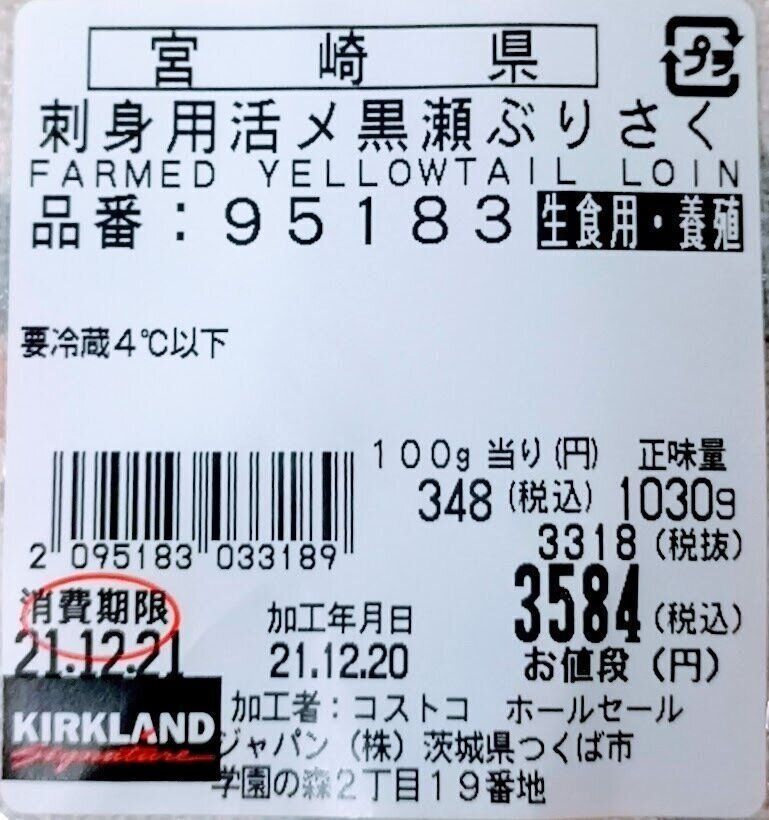 宮崎県
プラ
刺身用活〆黒瀬ぶりさく
FARMED YELLOWTAIL LOIN
品番：95183 生食用・養殖
要冷蔵4℃以下
100g 当り(円) 正味量
348(税込) 1030g
3318(税抜)
3584(税込)
お値段(円)
2 095183 033189
消費期限 加工年月日
21.12.21 21.12.20
KIRKLAND
Signature
加工者：コストコ ホールセール
ジャパン(株)茨城県つくば市
学園の森2丁目19番地